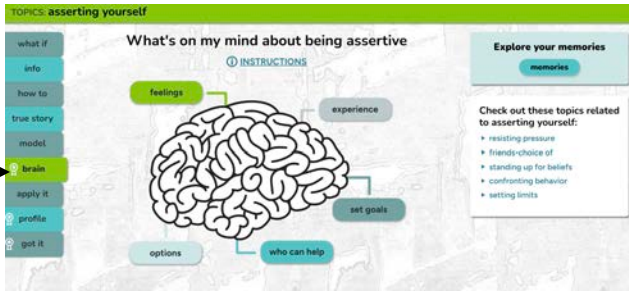 TOPICS: asserting yourself
what if
info
how to
true story
model
brain
apply it
profile
got it
What's on my mind about being assertive
INSTRUCTIONS
feelings
experience
set goals
options
who can help
Explore your memories
memories
Check out these topics related
to asserting yourself:
resisting pressure
friends-choice of
standing up for beliefs
confronting behavior
setting limits